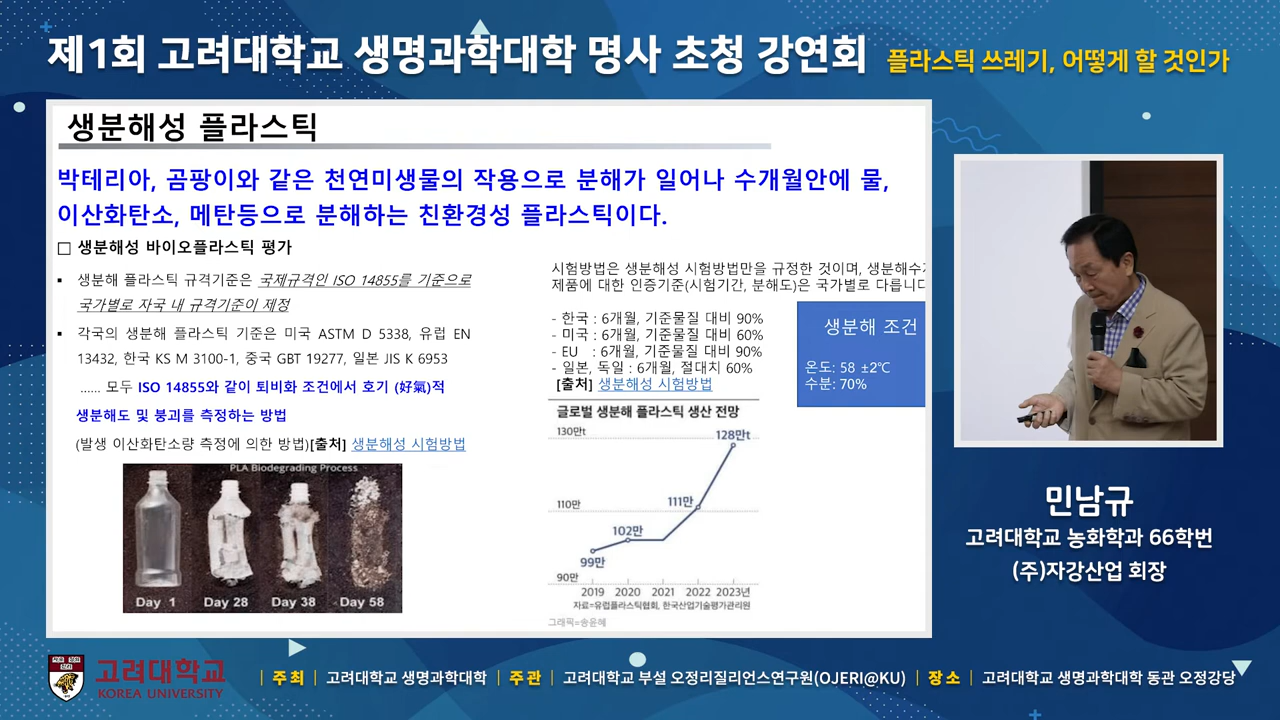 제1회 고려대학교 생명과학대학 명사 초청 강연회 플라스틱 쓰레기, 어떻게 할 것인가
생분해성 플라스틱
박테리아, 곰팡이와 같은 천연미생물의 작용으로 분해가 일어나 수개월안에 물,
이산화탄소, 메탄등으로 분해하는 친환경성 플라스틱이다.
□ 생분해성 바이오플라스틱 평가
▪ 생분해 플라스틱 규격기준은 국제규격인 ISO 14855를 기준으로
국가별로 자국 내 규격기준이 제정
▪ 각국의 생분해 플라스틱 기준은 미국 ASTM D 5338, 유럽 EN
13432, 한국 KS M 3100-1, 중국 GBT 19277, 일본 JIS K 6953
...... 모두 ISO 14855와 같이 퇴비화 조건에서 호기 (好氣)적
생분해도 및 붕괴를 측정하는 방법
(발생 이산화탄소량 측정에 의한 방법)[출처] 생분해성 시험방법
PLA Biodegrading Process
Day 1 Day 28 Day 38 Day 58
시험방법은 생분해성 시험방법만을 규정한 것이며, 생분해수
제품에 대한 인증기준(시험기간, 분해도)은 국가별로 다릅니다
- 한국 : 6개월, 기준물질 대비 90%
- 미국 : 6개월, 기준물질 대비 60%
- EU : 6개월, 기준물질 대비 90%
- 일본, 독일 : 6개월, 절대치 60%
[출처] 생분해성 시험방법
생분해 조건
온도: 58 ±2℃
수분: 70%
글로벌 생분해 플라스틱 생산 전망
130만t
128만t
110만
111만
102만
99만
90만
2019 2020 2021 2022 2023년
자료=유럽플라스틱협회, 한국산업기술평가관리원
그래픽=송윤혜
민남규
고려대학교 농화학과 66학번
(주)자강산업 회장
고려대학교
KOREA UNIVERSITY
| 주최 | 고려대학교 생명과학대학 | 주관 | 고려대학교 부설 오정리질리언스연구원(OJERI@KU) | 장소 | 고려대학교 생명과학대학 동관 오정강당